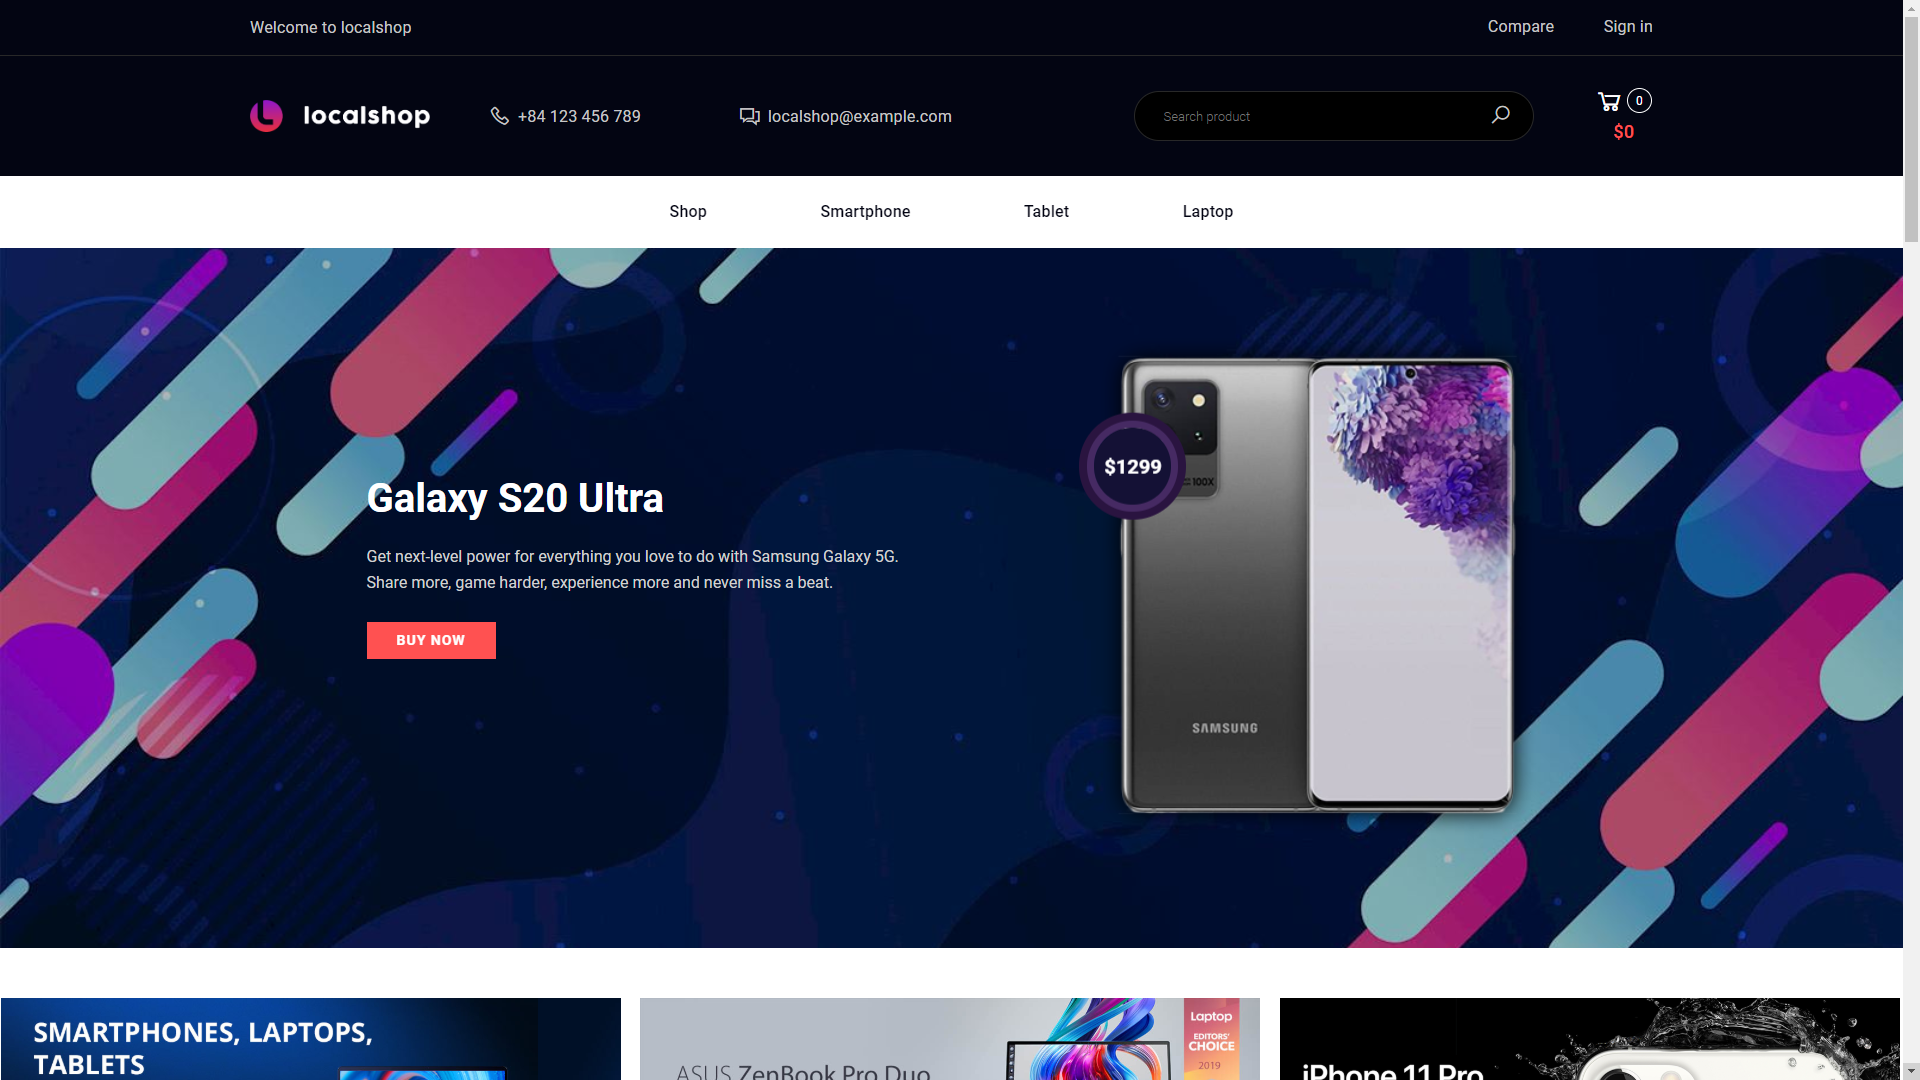 Welcome to localshop
Compare
Sign in
localshop
+84 123 456 789
localshop@example.com
Search product
0
$0
Shop
Smartphone
Tablet
Laptop
Galaxy S20 Ultra
Get next-level power for everything you love to do with Samsung Galaxy 5G.
Share more, game harder, experience more and never miss a beat.
BUY NOW
$1299
100X
SAMSUNG
SMARTPHONES, LAPTOPS,
TABLETS
ASUS ZenBook Pro Duo
Laptop
EDITORS'
CHOICE
2019
iPhone 11 Pro